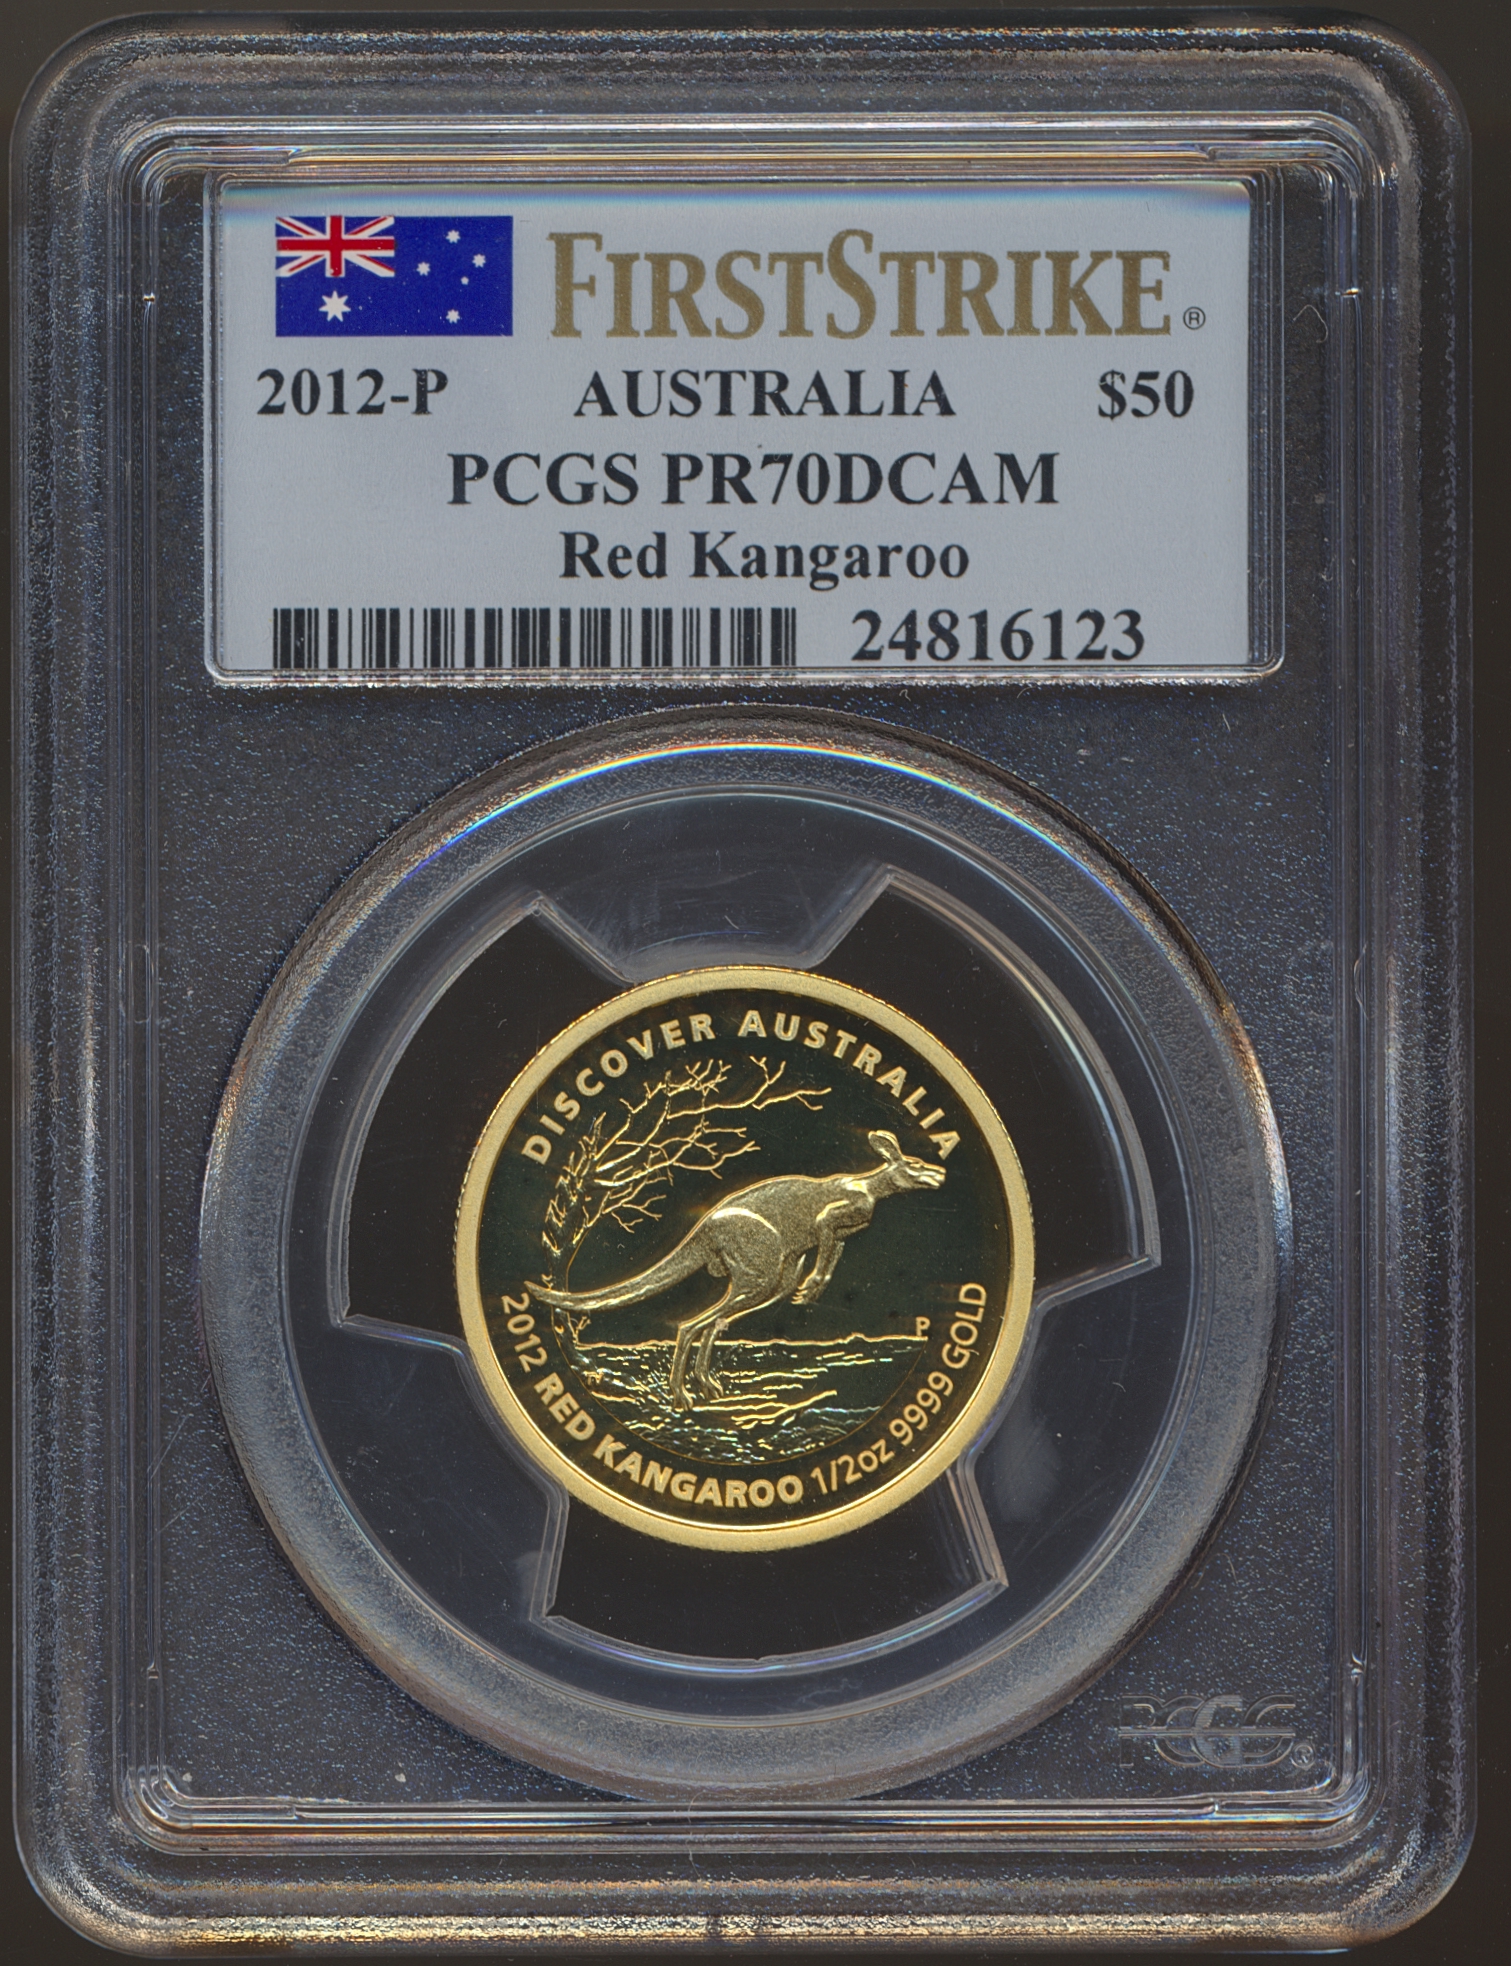 FIRSTSTRIKE®
2012-P AUSTRALIA $50
PCGS PR70DCAM
Red Kangaroo
24816123
DISCOVER AUSTRALIA
P
2012 RED KANGAROO 1/2oz 9999 GOLD
PCGS®